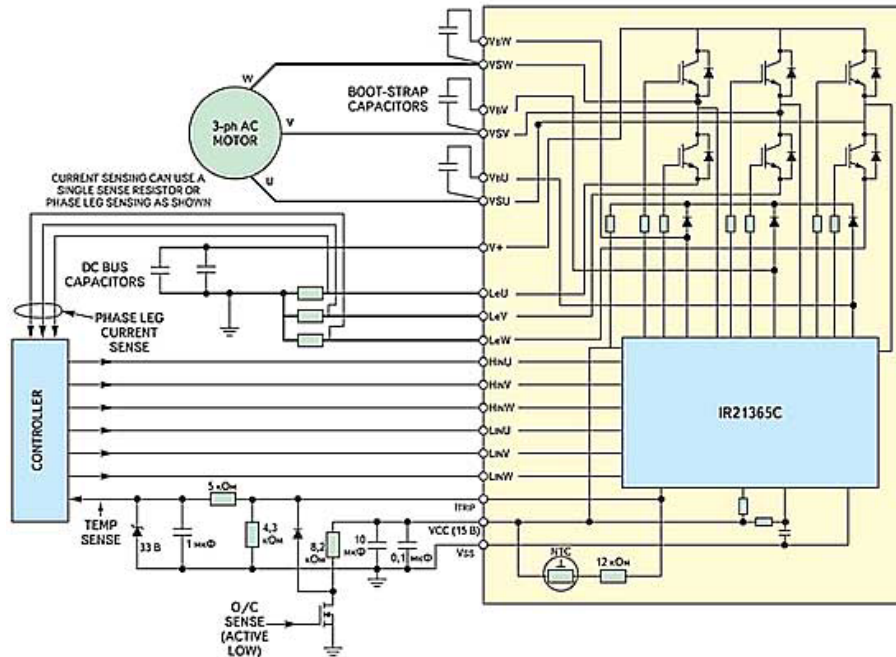 VBW
W
VSW
BOOT-STRAP
CAPACITORS
VBV
3-ph AC
MOTOR
V
VSV
U
VBU
CURRENT SENSING CAN USE A
SINGLE SENSE RESISTOR OR
PHASE LEG SENSING AS SHOWN
VSU
V+
DC BUS
CAPACITORS
LEU
PHASE LEG
CURRENT
SENSE
LEV
LEW
CONTROLLER
HINU
HINV
HINW
LINU
LINV
LINW
IR21365C
5 кОм
ITRIP
TEMP
SENSE
33 В
1 мкФ
4,3
кОм
8,2
кОм
10
мкФ
0,1 мкФ
VCC (15 В)
VSS
NTC
12 кОм
O/C
SENSE
(ACTIVE
LOW)